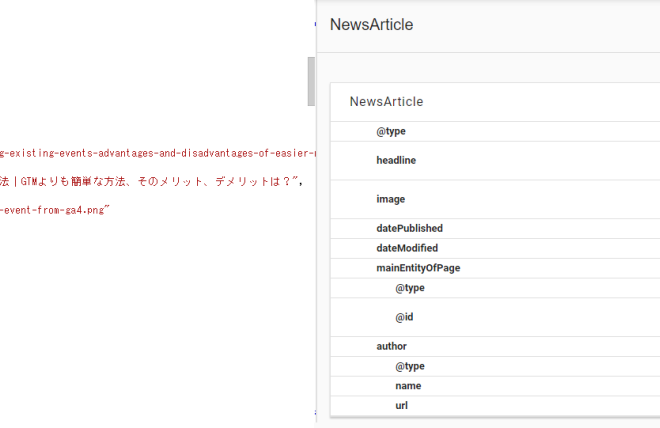 g-existing-events-advantages-and-disadvantages-of-easier-
法｜GTMよりも簡単な方法、そのメリット、デメリットは？",
-event-from-ga4.png"
NewsArticle
NewsArticle
@type
headline
image
datePublished
dateModified
mainEntityOfPage
@type
@id
author
@type
name
url